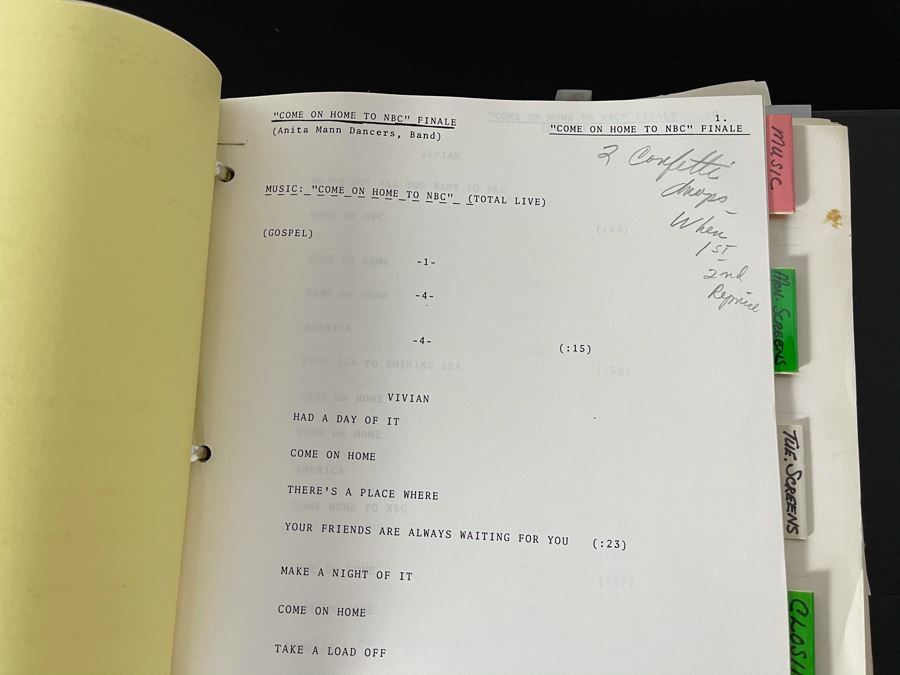 "COME ON HOME TO NBC" FINALE
(Anita Mann Dancers, Band)
1.
"COME ON HOME TO NBC" FINALE
2 Confetti
drops -
When
1ST
-
2nd
Reprise
MUSIC: "COME ON HOME TO NBC" (TOTAL LIVE)
(GOSPEL)
-1-
-4-
-4-
(:15)
VIVIAN
HAD A DAY OF IT
COME ON HOME
THERE'S A PLACE WHERE
YOUR FRIENDS ARE ALWAYS WAITING FOR YOU (:23)
MAKE A NIGHT OF IT
COME ON HOME
TAKE A LOAD OFF
MUSIC
MON. SCREENS
TUE. SCREENS
CLOSI